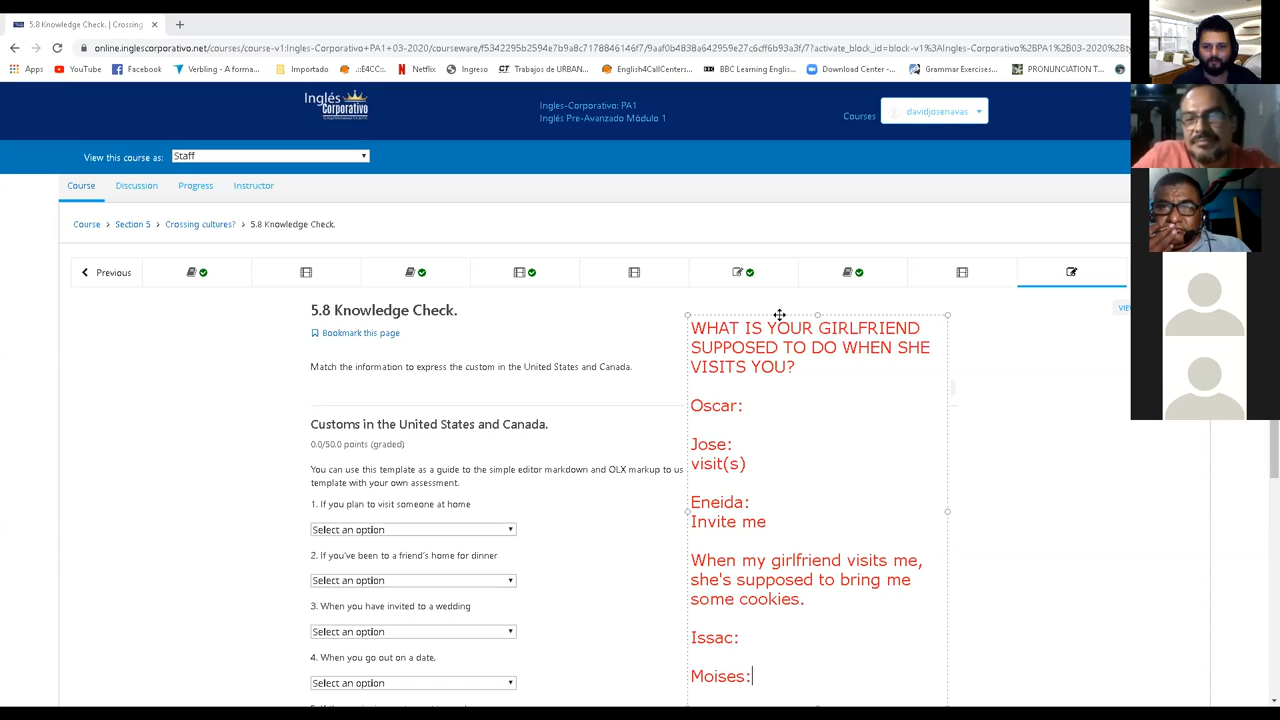 5.8 Knowledge Check. | Crossing
online.inglescorporativo.net/courses/course-v1:Ingles-Corporativo+PA1+03-2020/courseware/
Apps
YouTube
Facebook
Verbling - A forma...
Importando
.::E4CC::.
Netflix
Ingreso
Trabajos de URBAN...
English4CallCenters...
BBC Learning English...
Download Center -...
Grammar Exercises...
PRONUNCIATION T...
Inglés
Corporativo
Ingles-Corporativo: PA1
Inglés Pre-Avanzado Módulo 1
Courses
davidjosenavas
View this course as:
Staff
Course
Discussion
Progress
Instructor
Course > Section 5 > Crossing cultures? > 5.8 Knowledge Check.
Previous
5.8 Knowledge Check.
Bookmark this page
VIE
Match the information to express the custom in the United States and Canada.
Customs in the United States and Canada.
0.0/50.0 points (graded)
You can use this template as a guide to the simple editor markdown and OLX markup to us
template with your own assessment.
1. If you plan to visit someone at home
Select an option
2. If you've been to a friend's home for dinner
Select an option
3. When you have invited to a wedding
Select an option
4. When you go out on a date,
Select an option
WHAT IS YOUR GIRLFRIEND
SUPPOSED TO DO WHEN SHE
VISITS YOU?
Oscar:
Jose:
visit(s)
Eneida:
Invite me
When my girlfriend visits me,
she's supposed to bring me
some cookies.
Issac:
Moises: